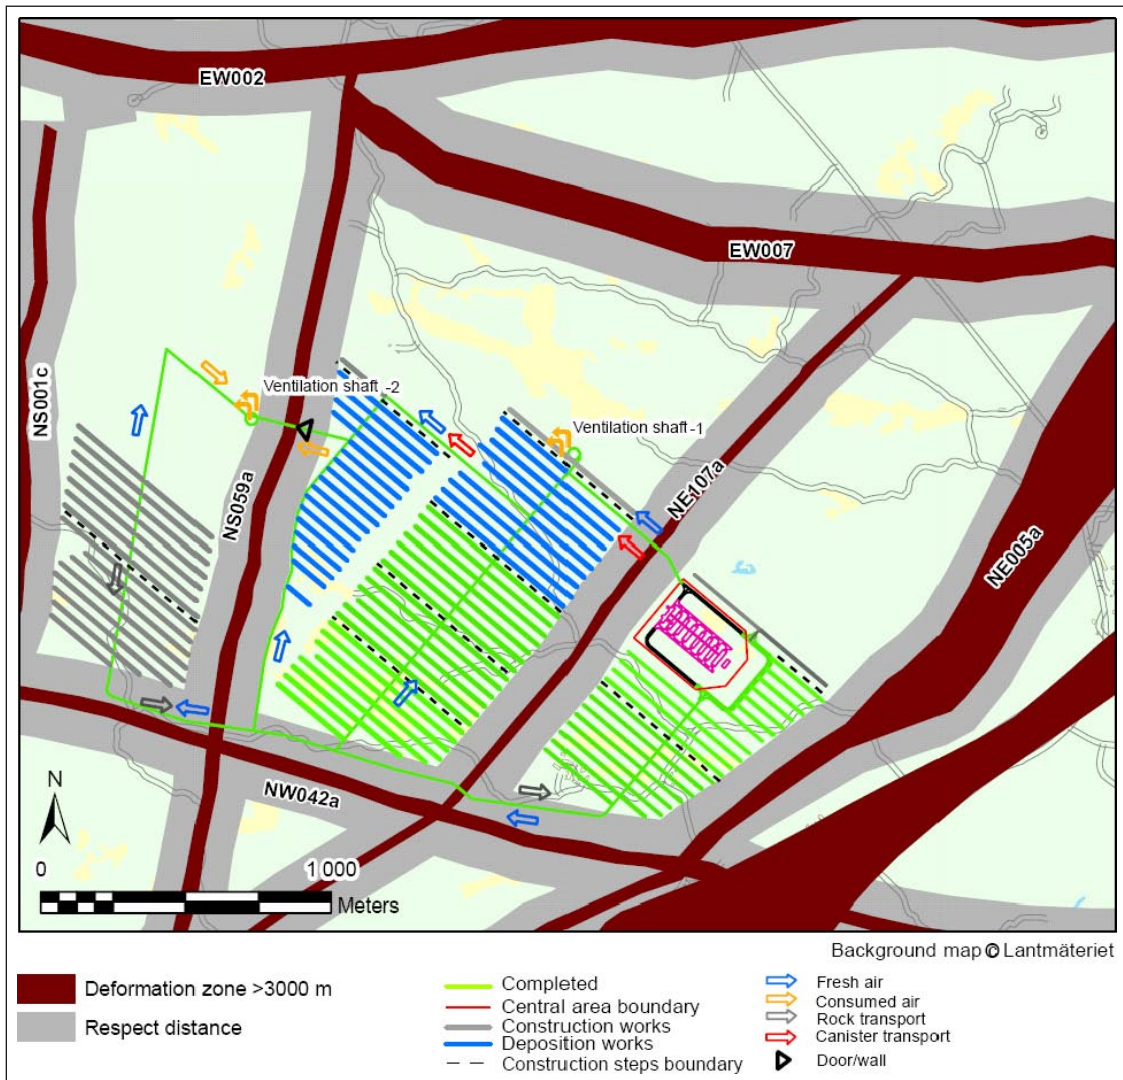 EW002
EW007
NS001c
Ventilation shaft -2
Ventilation shaft-1
NS059a
NE107a
NE005a
NW042a
N
0 1 000
Meters
Background map © Lantmäteriet
Deformation zone >3000 m
Respect distance
Completed
Central area boundary
Construction works
Deposition works
Construction steps boundary
Fresh air
Consumed air
Rock transport
Canister transport
Door/wall